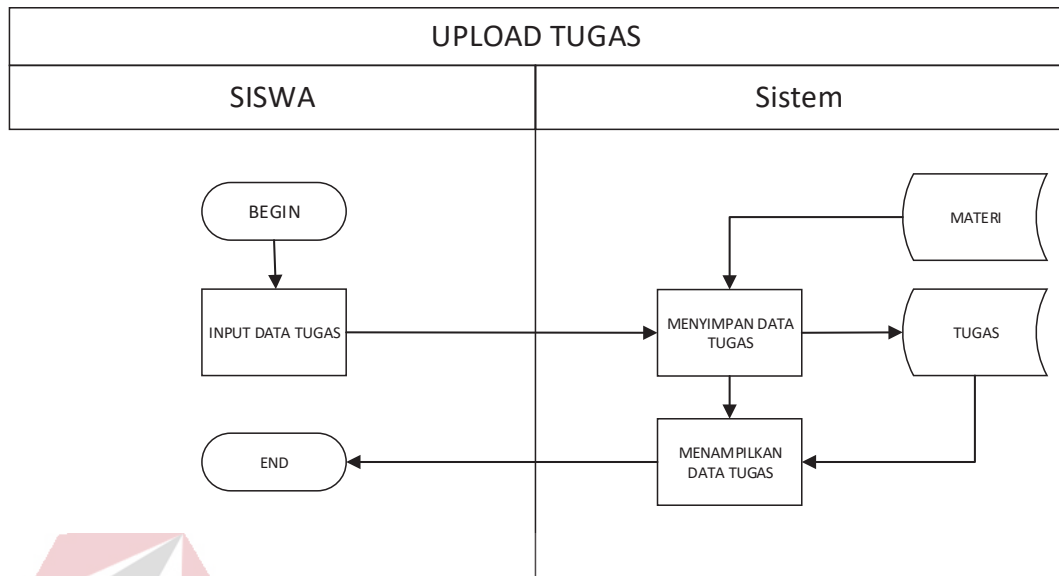 UPLOAD TUGAS
SISWA
Sistem
BEGIN
MATERI
INPUT DATA TUGAS
MENYIMPAN DATA
TUGAS
TUGAS
END
MENAMPILKAN
DATA TUGAS